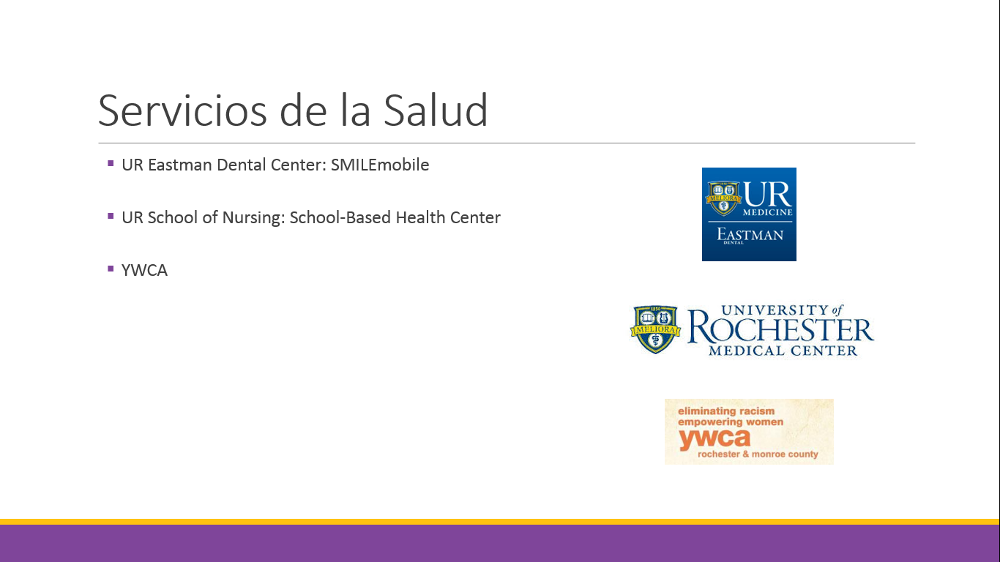 Servicios de la Salud
UR Eastman Dental Center: SMILEmobile
UR School of Nursing: School-Based Health Center
YWCA
1850
MELIORA
UR
MEDICINE
EASTMAN
DENTAL
1850
MELIORA
UNIVERSITY of
ROCHESTER
MEDICAL CENTER
eliminating racism
empowering women
ywca
rochester & monroe county